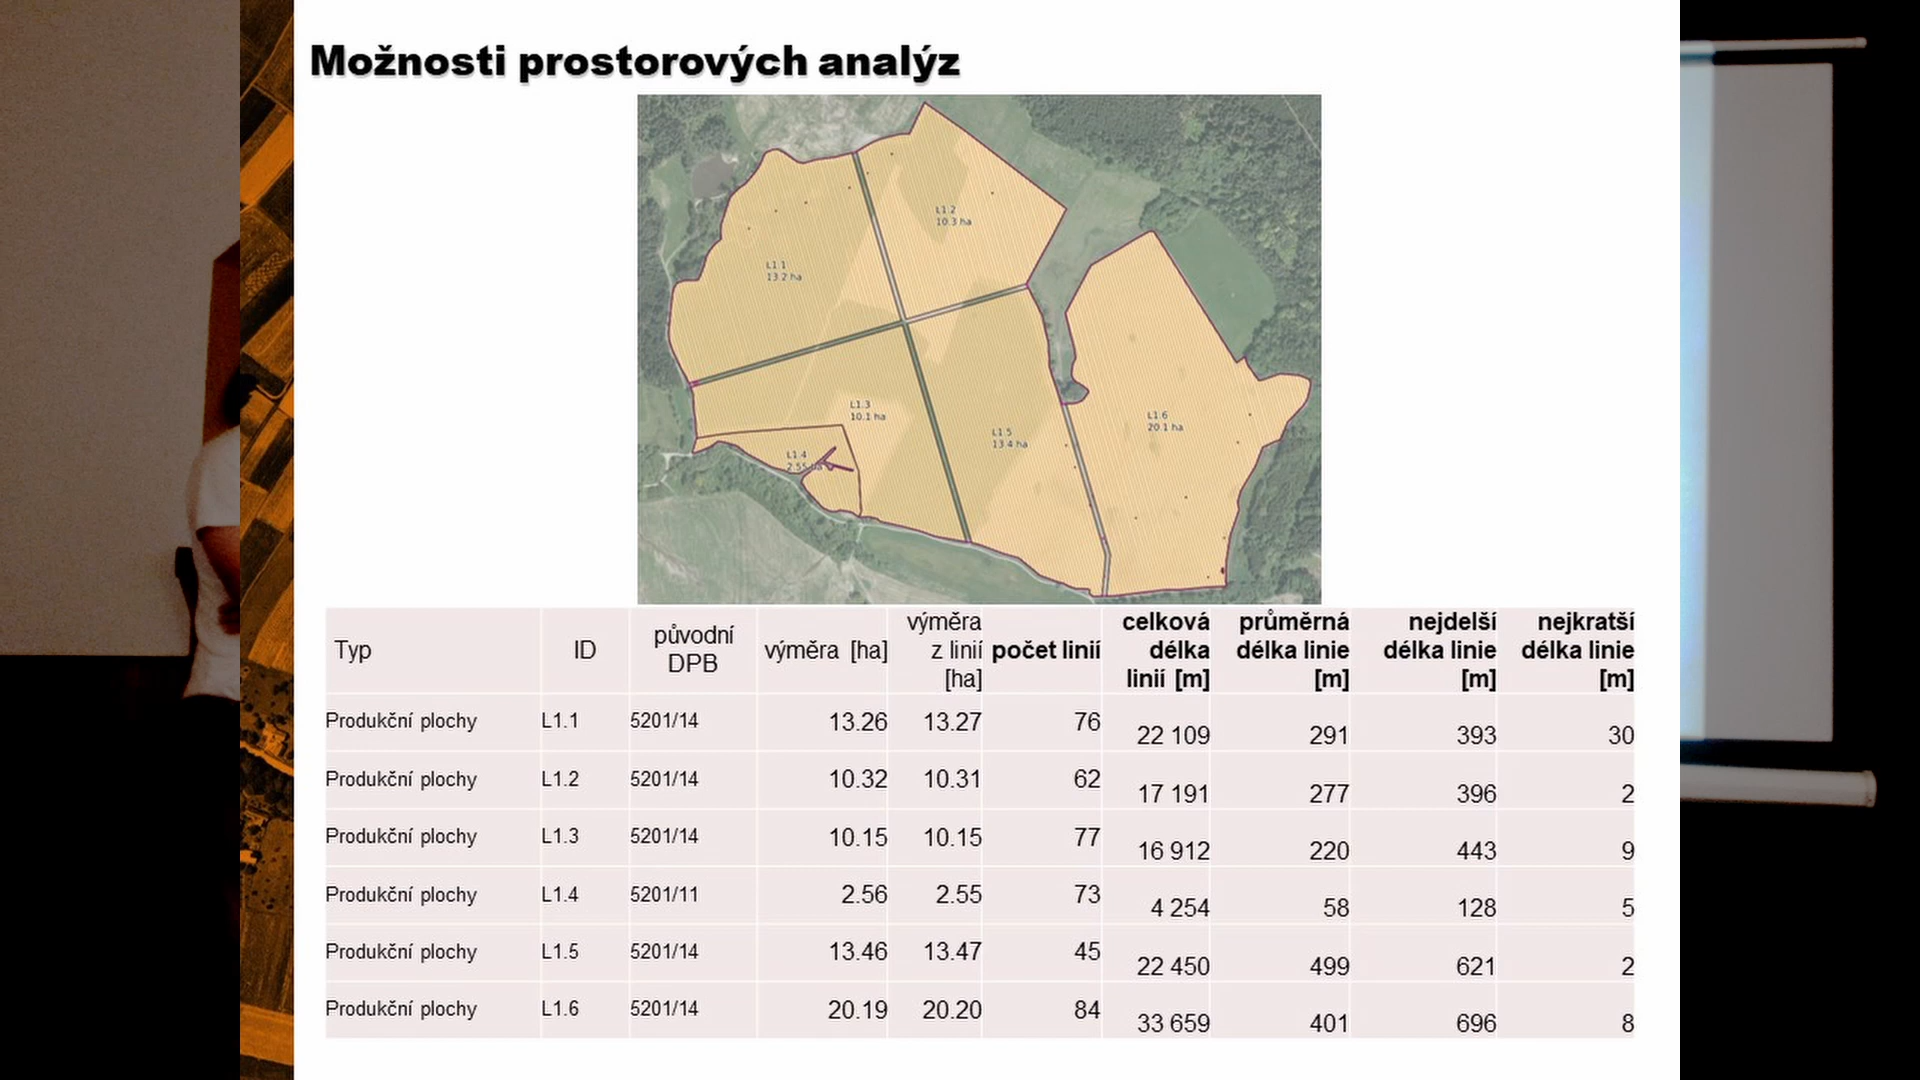 Možnosti prostorových analýz
L1.2
10.3 ha
L1.1
13.2 ha
L1.3
10.1 ha
L1.5
13.4 ha
L1.6
20.1 ha
L1.4
2.55 ha
Typ ID původní DPB výměra [ha] výměra z linií [ha] počet linií celková délka linií [m] průměrná délka linie [m] nejdelší délka linie [m] nejkratší délka linie [m]
Produkční plochy L1.1 5201/14 13.26 13.27 76 22 109 291 393 30
Produkční plochy L1.2 5201/14 10.32 10.31 62 17 191 277 396 2
Produkční plochy L1.3 5201/14 10.15 10.15 77 16 912 220 443 9
Produkční plochy L1.4 5201/11 2.56 2.55 73 4 254 58 128 5
Produkční plochy L1.5 5201/14 13.46 13.47 45 22 450 499 621 2
Produkční plochy L1.6 5201/14 20.19 20.20 84 33 659 401 696 8